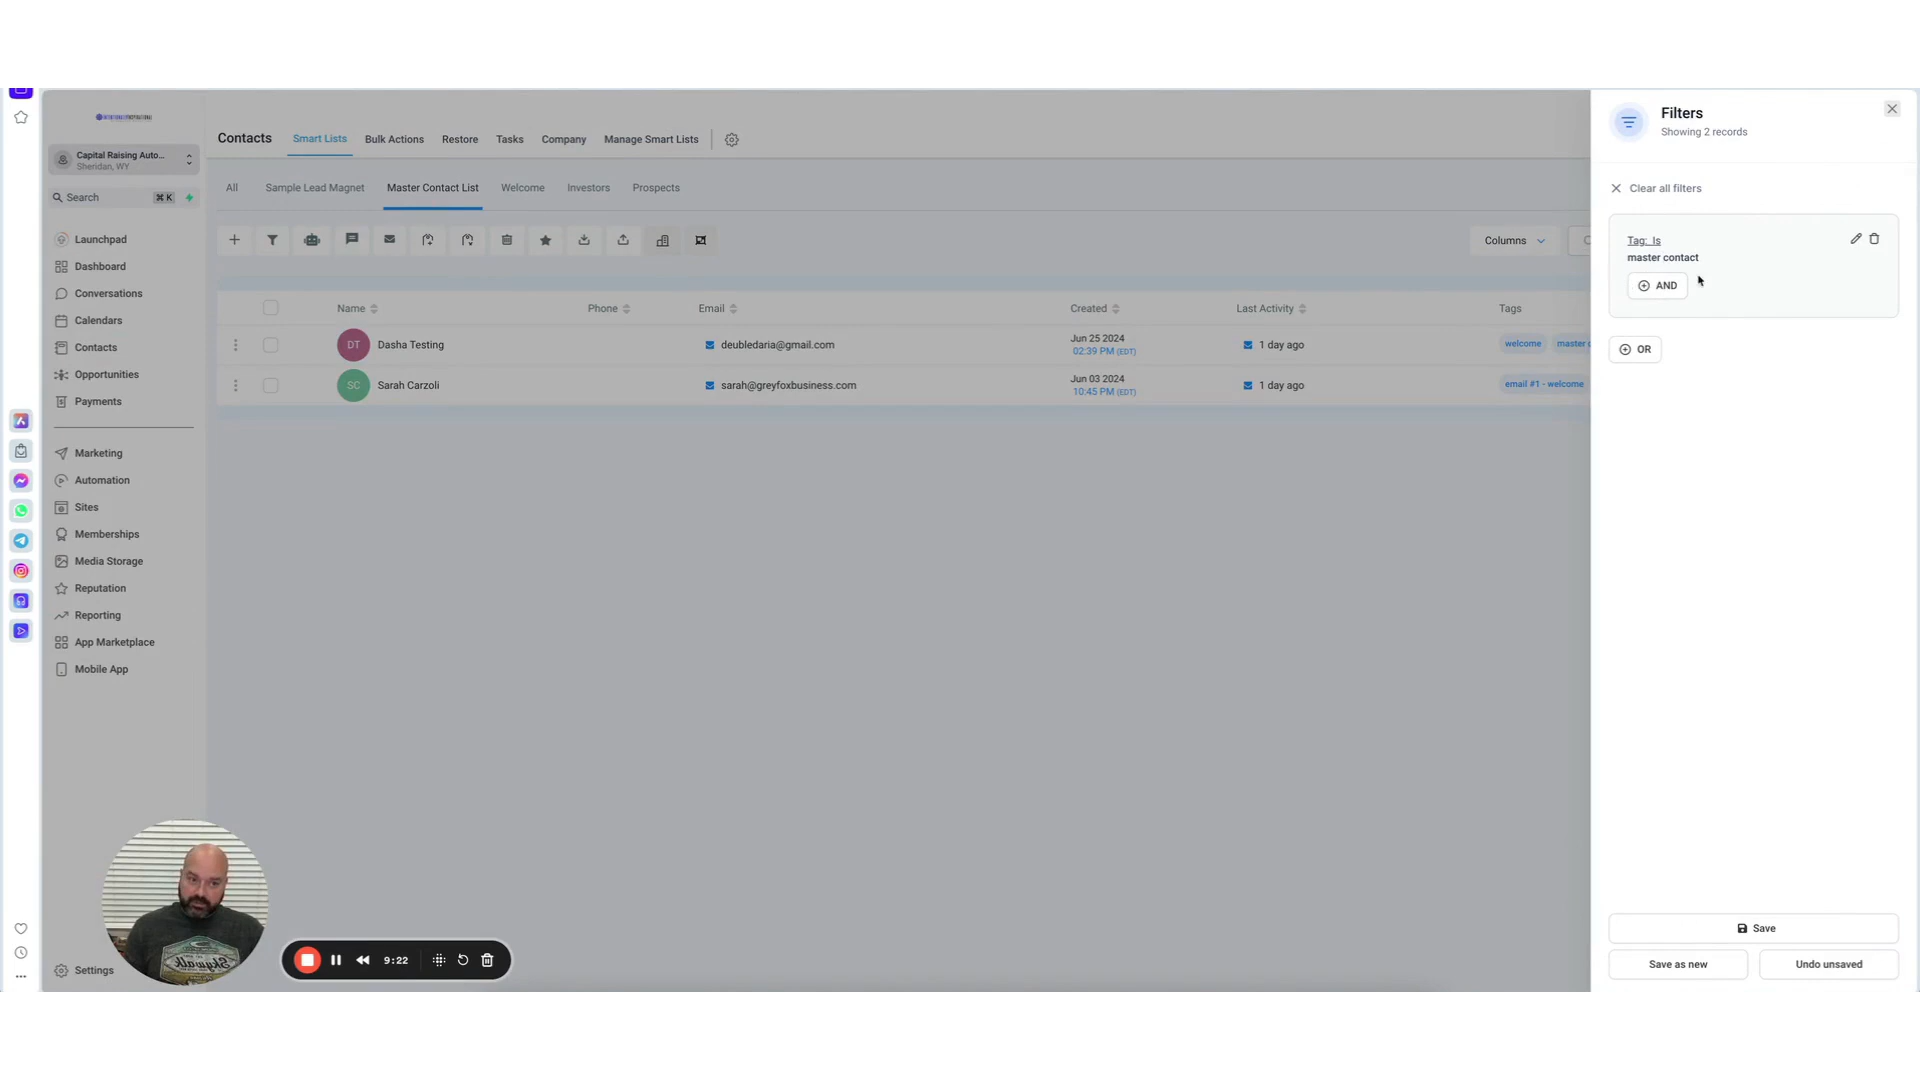 Capital Raising Auto...
Sheridan, WY
Search
⌘ K
Launchpad
Dashboard
Conversations
Calendars
Contacts
Opportunities
Payments
Marketing
Automation
Sites
Memberships
Media Storage
Reputation
Reporting
App Marketplace
Mobile App
Settings
Contacts
Smart Lists
Bulk Actions
Restore
Tasks
Company
Manage Smart Lists
All
Sample Lead Magnet
Master Contact List
Welcome
Investors
Prospects
Columns
Name Phone Email Created Last Activity Tags
DT Dasha Testing deubledaria@gmail.com Jun 25 2024 1 day ago welcome master c
02:39 PM (EDT)
SC Sarah Carzoli sarah@greyfoxbusiness.com Jun 03 2024 1 day ago email #1 - welcome
10:45 PM (EDT)
9:22
Filters
Showing 2 records
Clear all filters
Tag: Is
master contact
AND
OR
Save
Save as new
Undo unsaved